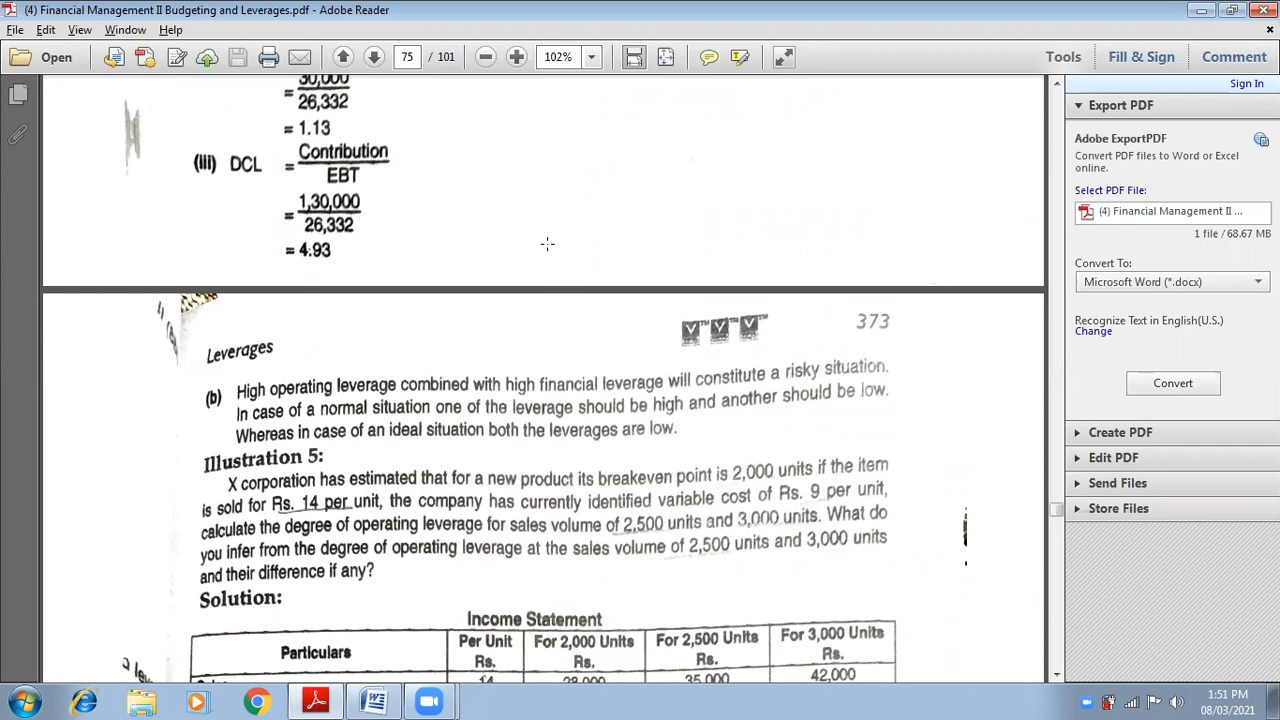 (4) Financial Management II Budgeting and Leverages.pdf - Adobe Reader
File Edit View Window Help
Open 75 / 101 102% Tools Fill & Sign Comment
Sign In
Export PDF
Adobe ExportPDF
Convert PDF files to Word or Excel
online.
Select PDF File:
(4) Financial Management II ...
1 file / 68.67 MB
Convert To:
Microsoft Word (*.docx)
Recognize Text in English(U.S.)
Change
Convert
Create PDF
Edit PDF
Send Files
Store Files
= 30,000
26,332
= 1.13
(iii) DCL = Contribution
EBT
= 1,30,000
26,332
= 4.93
Leverages
VVV 373
(b) High operating leverage combined with high financial leverage will constitute a risky situation.
In case of a normal situation one of the leverage should be high and another should be low.
Whereas in case of an ideal situation both the leverages are low.
Illustration 5:
X corporation has estimated that for a new product its breakeven point is 2,000 units if the item
is sold for Rs. 14 per unit, the company has currently identified variable cost of Rs. 9 per unit,
calculate the degree of operating leverage for sales volume of 2,500 units and 3,000 units. What do
you infer from the degree of operating leverage at the sales volume of 2,500 units and 3,000 units
and their difference if any?
Solution:
Income Statement
Particulars Per Unit Rs. For 2,000 Units Rs. For 2,500 Units Rs. For 3,000 Units Rs.
14 28,000 35,000 42,000
1:51 PM
08/03/2021